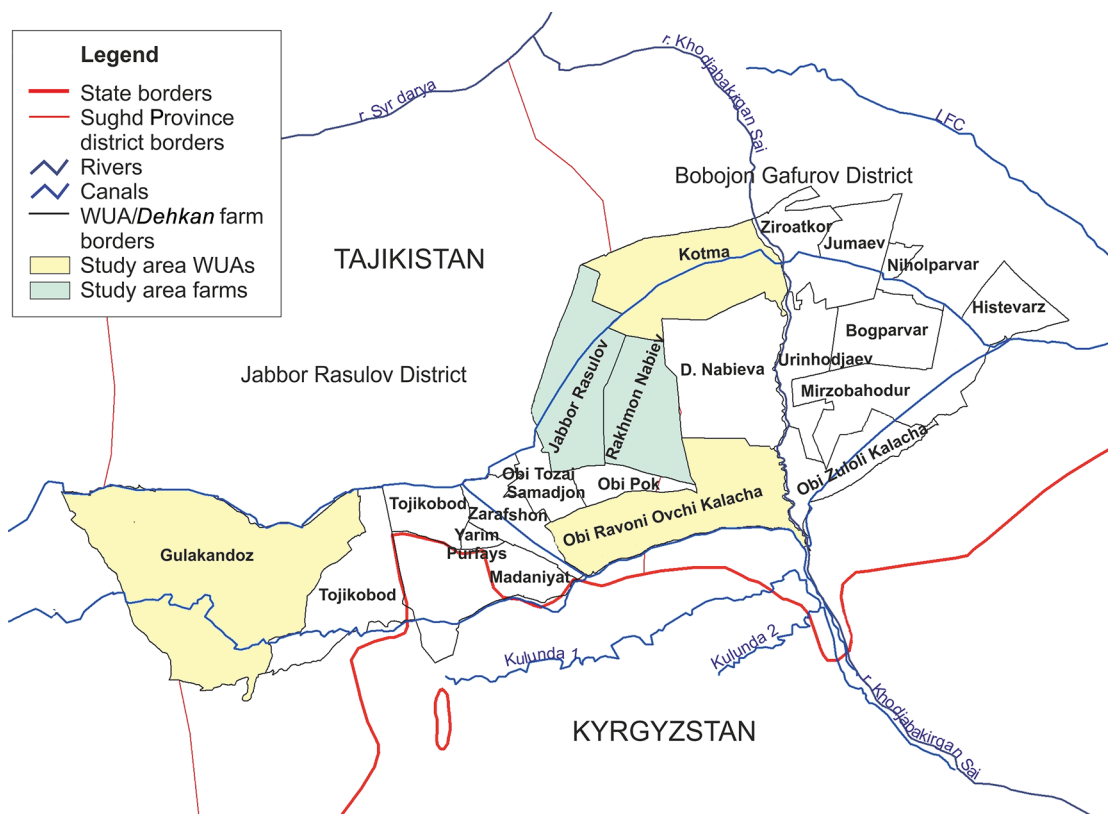 Legend
State borders
Sughd Province
district borders
Rivers
Canals
WUA/Dehkan farm
borders
Study area WUAs
Study area farms
r. Syr darya
r. Khodjabakirgan Sai
LFC
Bobojon Gafurov District
TAJIKISTAN
Jabbor Rasulov District
Ziroatkor
Jumaev
Kotma
Niholparvar
Histevarz
Bogparvar
Urinhodjaev
D. Nabieva
Mirzobahodur
Jabbor Rasulov
Rakhmon Nabiev
Obi Zuloli Kalacha
Obi Tozai
Samadjon
Obi Pok
Tojikobod
Zarafshon
Obi Ravoni Ovchi Kalacha
Yarim
Purfays
Gulakandoz
Madaniyat
Tojikobod
Kulunda 1
Kulunda 2
r. Khodjabakirgan Sai
KYRGYZSTAN